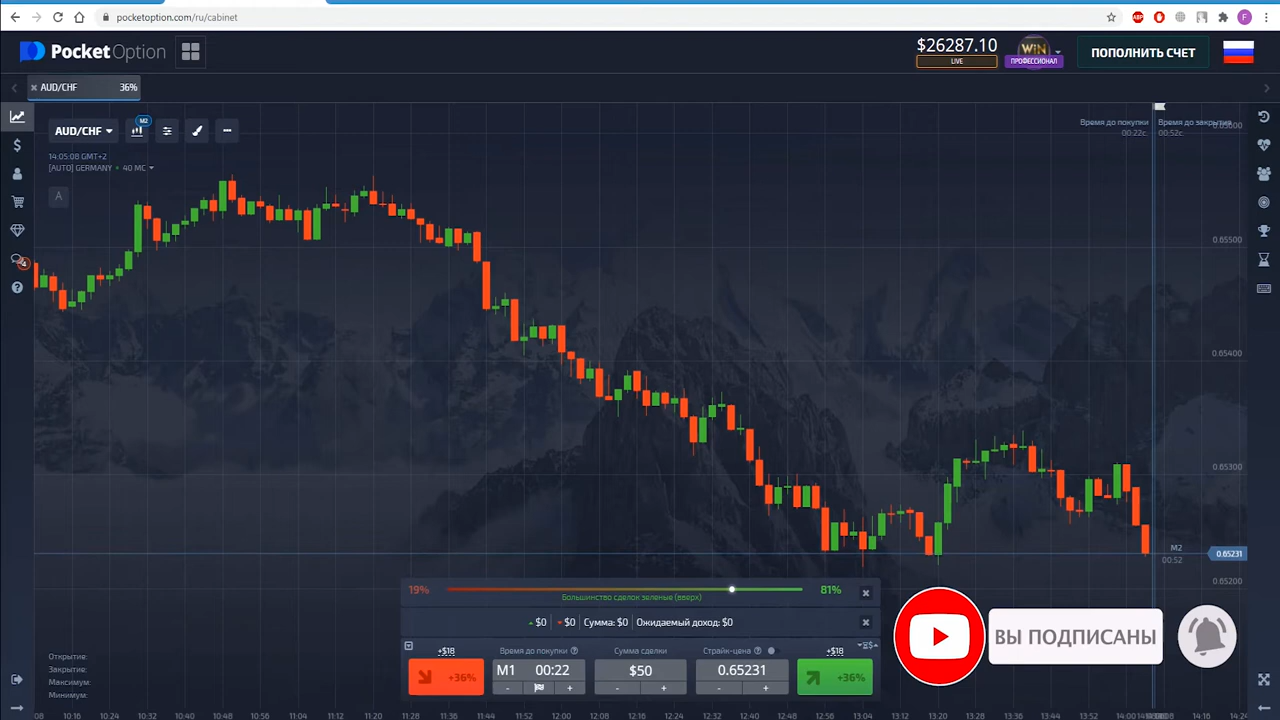 pocketoption.com/ru/cabinet
ABP
F
PocketOption
$26287.10
LIVE
WIN
ПРОФЕССИОНАЛ
ПОПОЛНИТЬ СЧЕТ
AUD/CHF 36%
AUD/CHF
M2
Время до покупки
00:22с.
Время до закрытия
00:52с.
14:05:08 GMT+2
[AUTO] GERMANY • 40 МС
A
0.65500
0.65400
0.65300
M2
00:52
0.65231
0.65200
19%
81%
Большинство сделок зеленые (вверх)
$0 $0 Сумма: $0 Ожидаемый доход: $0
+$18 Время до покупки Сумма сделки Страйк-цена +$18
+36% M1 00:22 $50 0.65231 +36%
ВЫ ПОДПИСАНЫ
Открытие:
Закрытие:
Максимум:
Минимум:
10:16 10:24 10:32 10:40 10:48 10:56 11:04 11:12 11:20 11:28 11:36 11:44 11:52 12:00 12:08 12:16 12:24 12:32 12:40 12:48 12:56 13:04 13:12 13:20 13:28 13:36 13:44 13:52 14:00 14:16